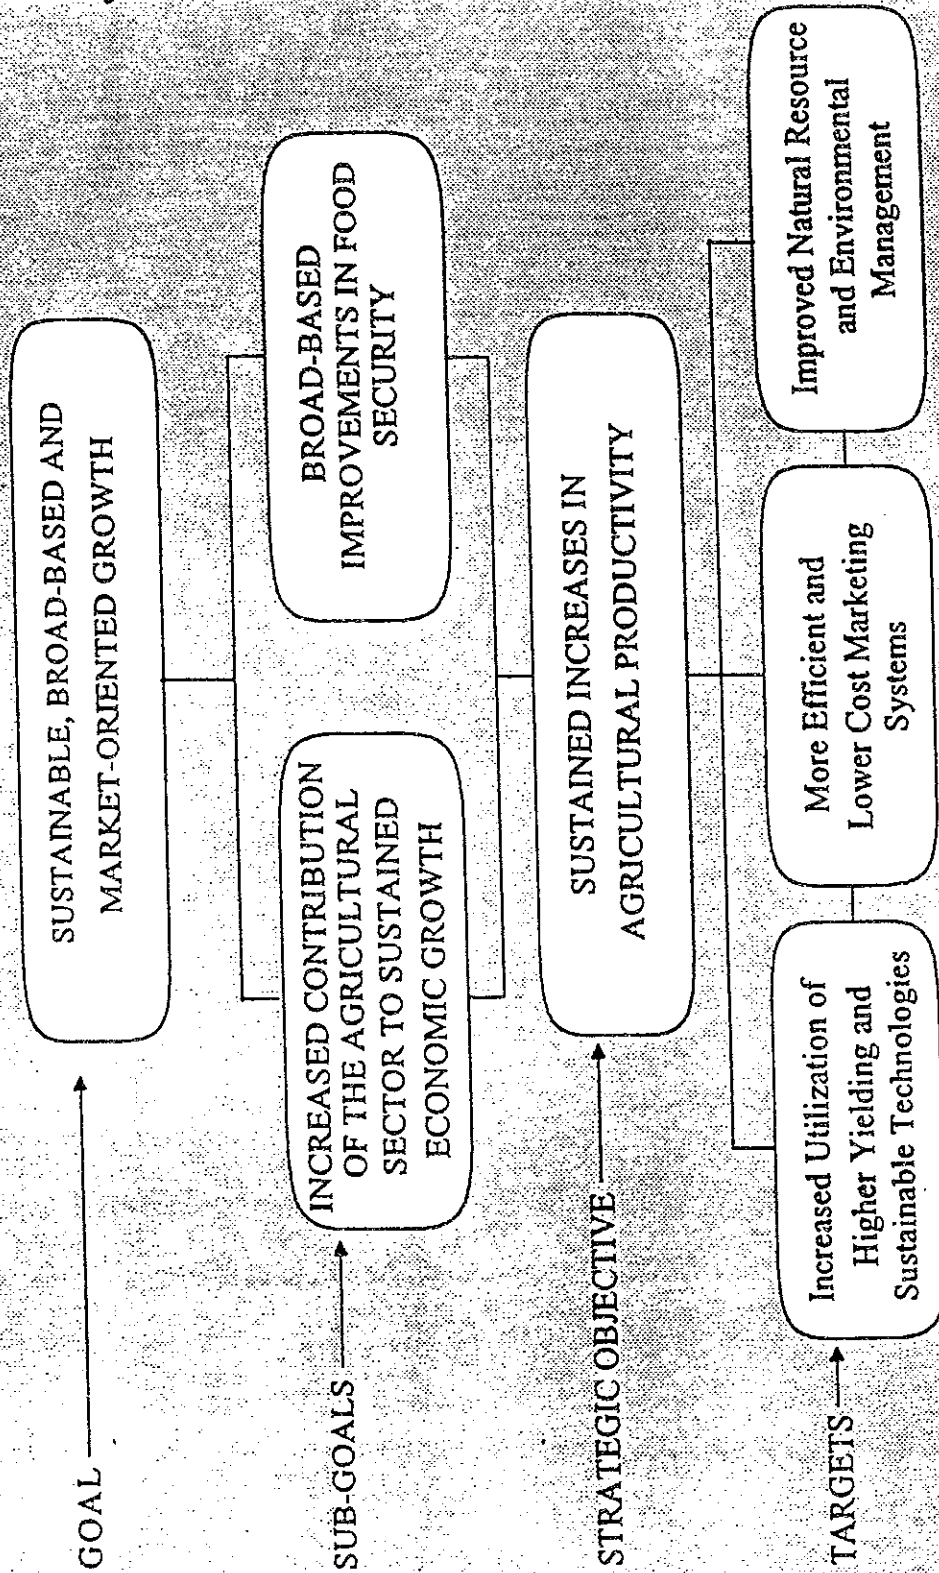 GOAL
SUSTAINABLE, BROAD-BASED AND
MARKET-ORIENTED GROWTH
SUB-GOALS
INCREASED CONTRIBUTION
OF THE AGRICULTURAL
SECTOR TO SUSTAINED
ECONOMIC GROWTH
BROAD-BASED
IMPROVEMENTS IN FOOD
SECURITY
STRATEGIC OBJECTIVE
SUSTAINED INCREASES IN
AGRICULTURAL PRODUCTIVITY
TARGETS
Increased Utilization of
Higher Yielding and
Sustainable Technologies
More Efficient and
Lower Cost Marketing
Systems
Improved Natural Resource
and Environmental
Management